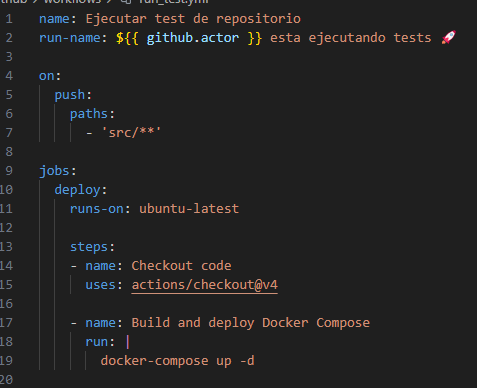 thub > workflows > run_test.yml
1 name: Ejecutar test de repositorio
2 run-name: ${{ github.actor }} esta ejecutando tests 🚀
3
4 on:
5 push:
6 paths:
7 - 'src/**'
8
9 jobs:
10 deploy:
11 runs-on: ubuntu-latest
12
13 steps:
14 - name: Checkout code
15 uses: actions/checkout@v4
16
17 - name: Build and deploy Docker Compose
18 run: |
19 docker-compose up -d
20